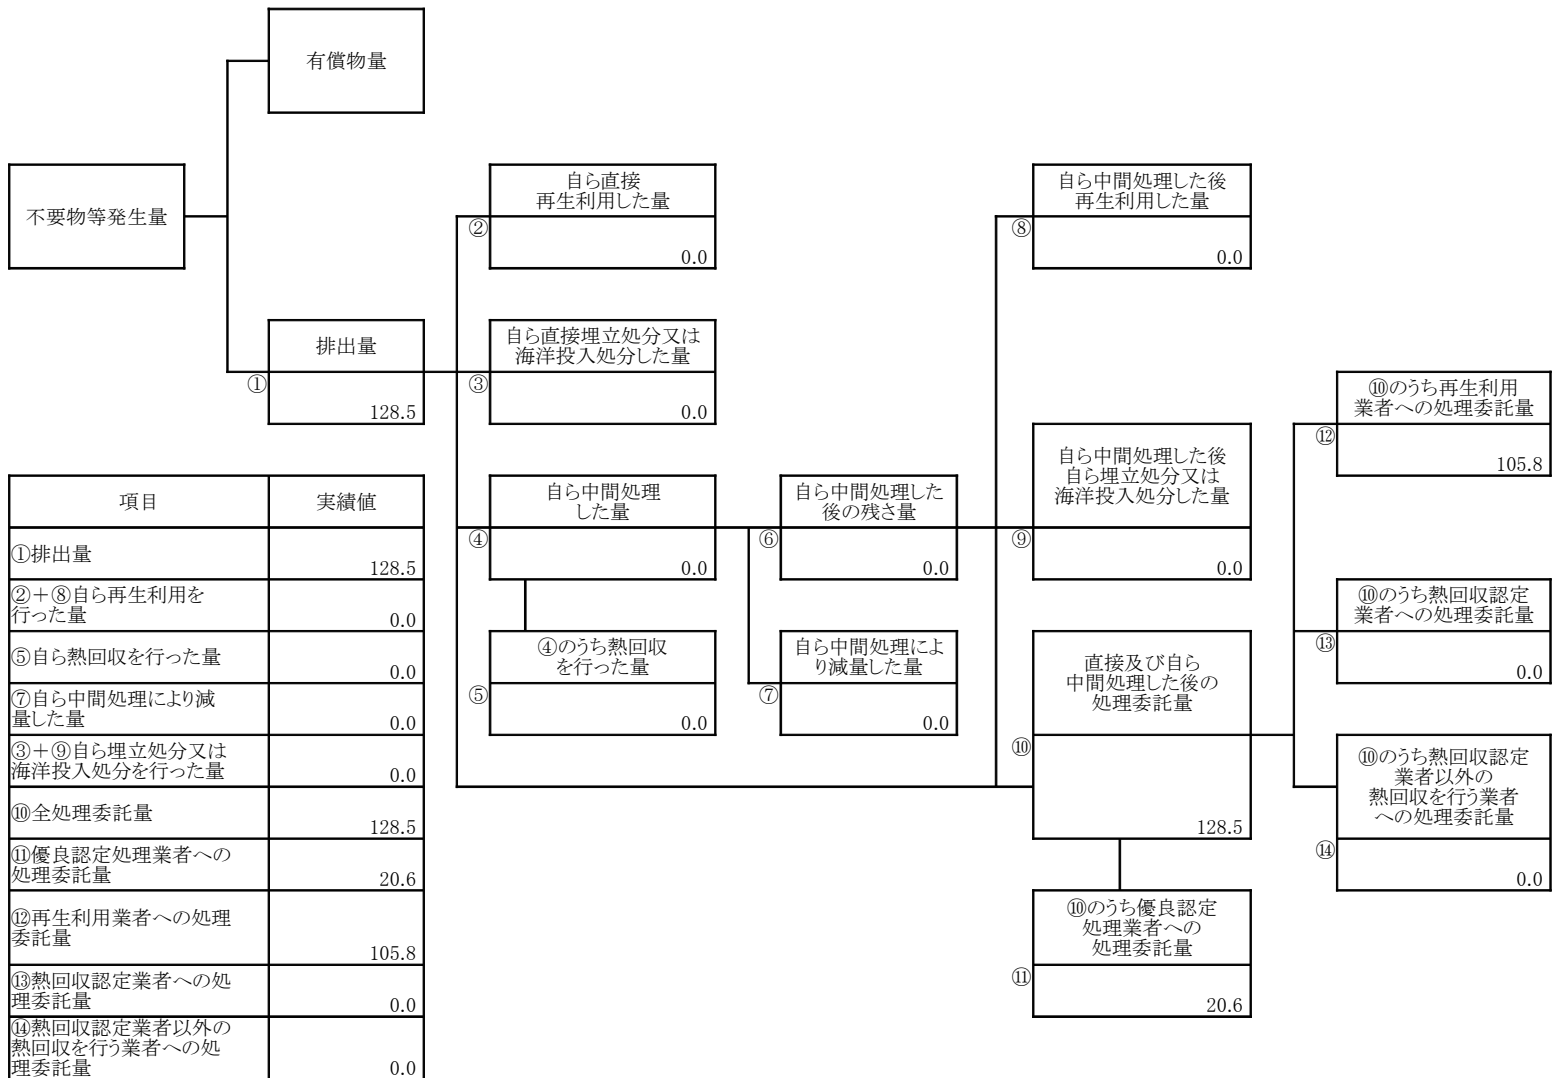 有償物量
不要物等発生量
排出量
①
128.5
自ら直接
再生利用した量
②
0.0
自ら直接埋立処分又は
海洋投入処分した量
③
0.0
自ら中間処理
した量
④
0.0
④のうち熱回収
を行った量
⑤
0.0
自ら中間処理した
後の残さ量
⑥
0.0
自ら中間処理によ
り減量した量
⑦
0.0
自ら中間処理した後
再生利用した量
⑧
0.0
自ら中間処理した後
自ら埋立処分又は
海洋投入処分した量
⑨
0.0
直接及び自ら
中間処理した後の
処理委託量
⑩
128.5
⑩のうち優良認定
処理業者への
処理委託量
⑪
20.6
⑩のうち再生利用
業者への処理委託量
⑫
105.8
⑩のうち熱回収認定
業者への処理委託量
⑬
0.0
⑩のうち熱回収認定
業者以外の
熱回収を行う業者
への処理委託量
⑭
0.0
項目 実績値
①排出量 128.5
②＋⑧自ら再生利用を
行った量 0.0
⑤自ら熱回収を行った量 0.0
⑦自ら中間処理により減
量した量 0.0
③＋⑨自ら埋立処分又は
海洋投入処分を行った量 0.0
⑩全処理委託量 128.5
⑪優良認定処理業者への
処理委託量 20.6
⑫再生利用業者への処理
委託量 105.8
⑬熱回収認定業者への処
理委託量 0.0
⑭熱回収認定業者以外の
熱回収を行う業者への処
理委託量 0.0